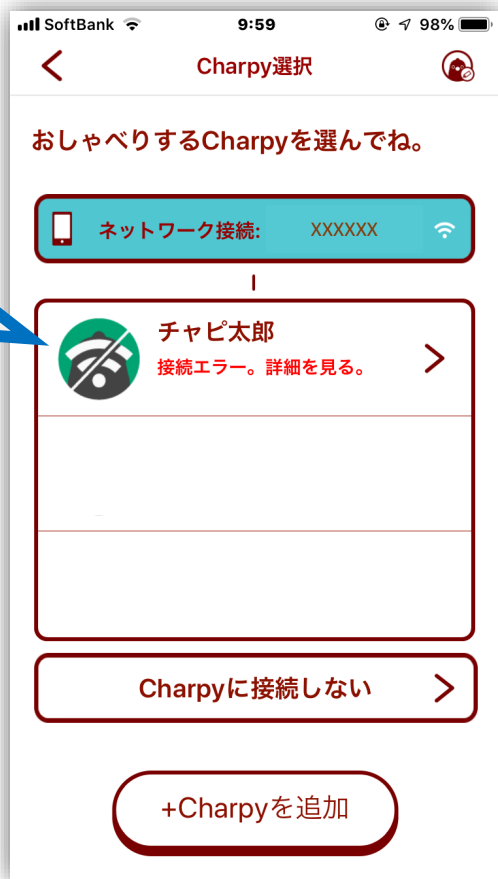 SoftBank 9:59 98%
Charpy選択
おしゃべりするCharpyを選んでね。
ネットワーク接続: XXXXXX
チャピ太郎
接続エラー。詳細を見る。
Charpyに接続しない
+Charpyを追加